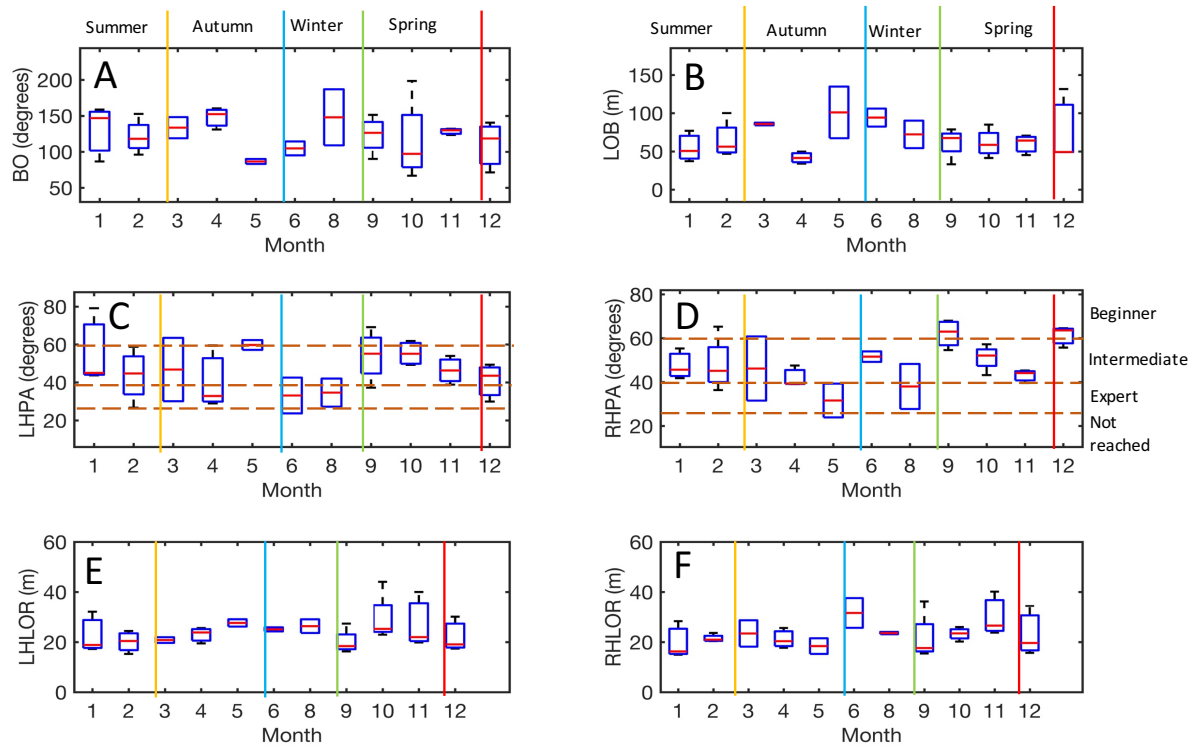 Summer Autumn Winter Spring
A
BO (degrees)
200
150
100
50
1 2 3 4 5 6 8 9 10 11 12
Month
Summer Autumn Winter Spring
B
LOB (m)
150
100
50
0
1 2 3 4 5 6 8 9 10 11 12
Month
C
LHPA (degrees)
80
60
40
20
1 2 3 4 5 6 8 9 10 11 12
Month
D
RHPA (degrees)
80
60
40
20
1 2 3 4 5 6 8 9 10 11 12
Month
Beginner
Intermediate
Expert
Not
reached
E
LHLOR (m)
60
40
20
0
1 2 3 4 5 6 8 9 10 11 12
Month
F
RHLOR (m)
60
40
20
0
1 2 3 4 5 6 8 9 10 11 12
Month